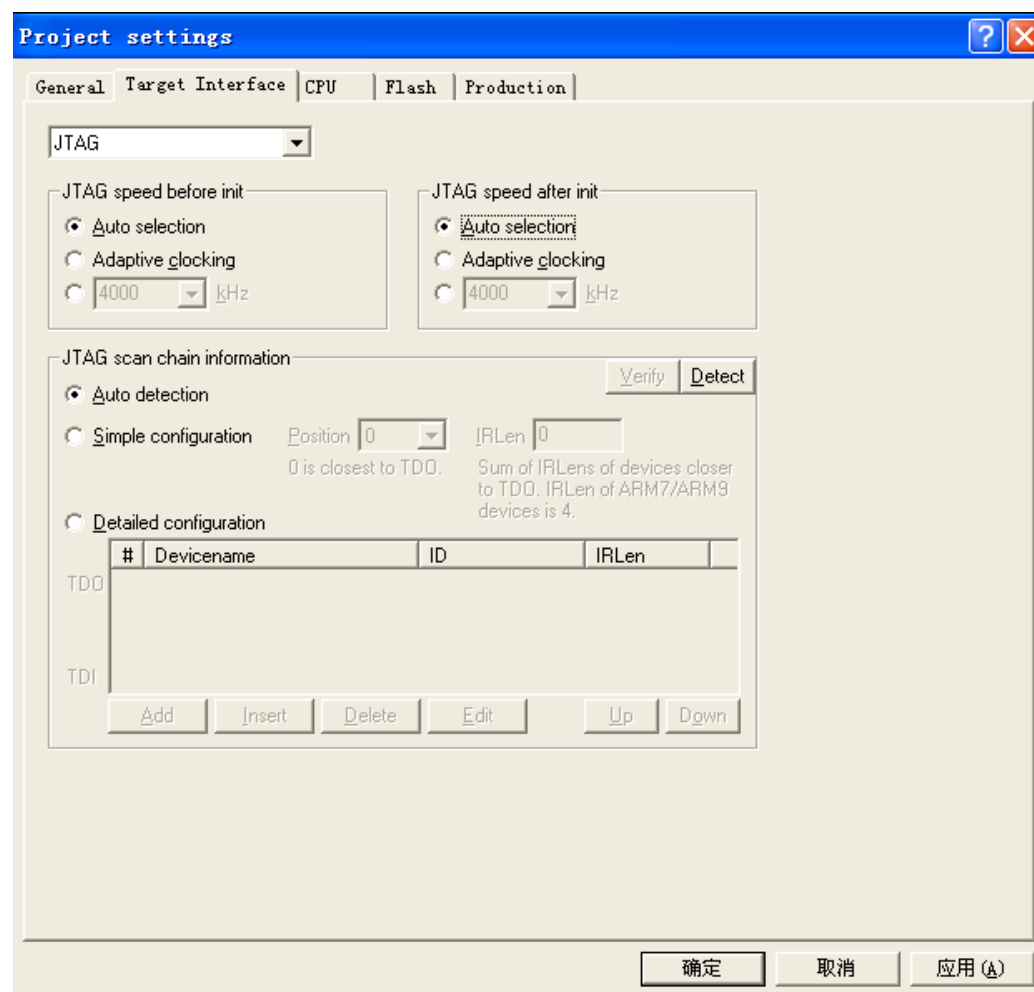 Project settings
General Target Interface CPU Flash Production
JTAG
JTAG speed before init
Auto selection
Adaptive clocking
4000 kHz
JTAG speed after init
Auto selection
Adaptive clocking
4000 kHz
JTAG scan chain information
Verify Detect
Auto detection
Simple configuration Position 0 IRLen 0
0 is closest to TDO.
Sum of IRLens of devices closer
to TDO. IRLen of ARM7/ARM9
devices is 4.
Detailed configuration
# Devicename ID IRLen
TDO
TDI
Add Insert Delete Edit Up Down
确定 取消 应用(A)